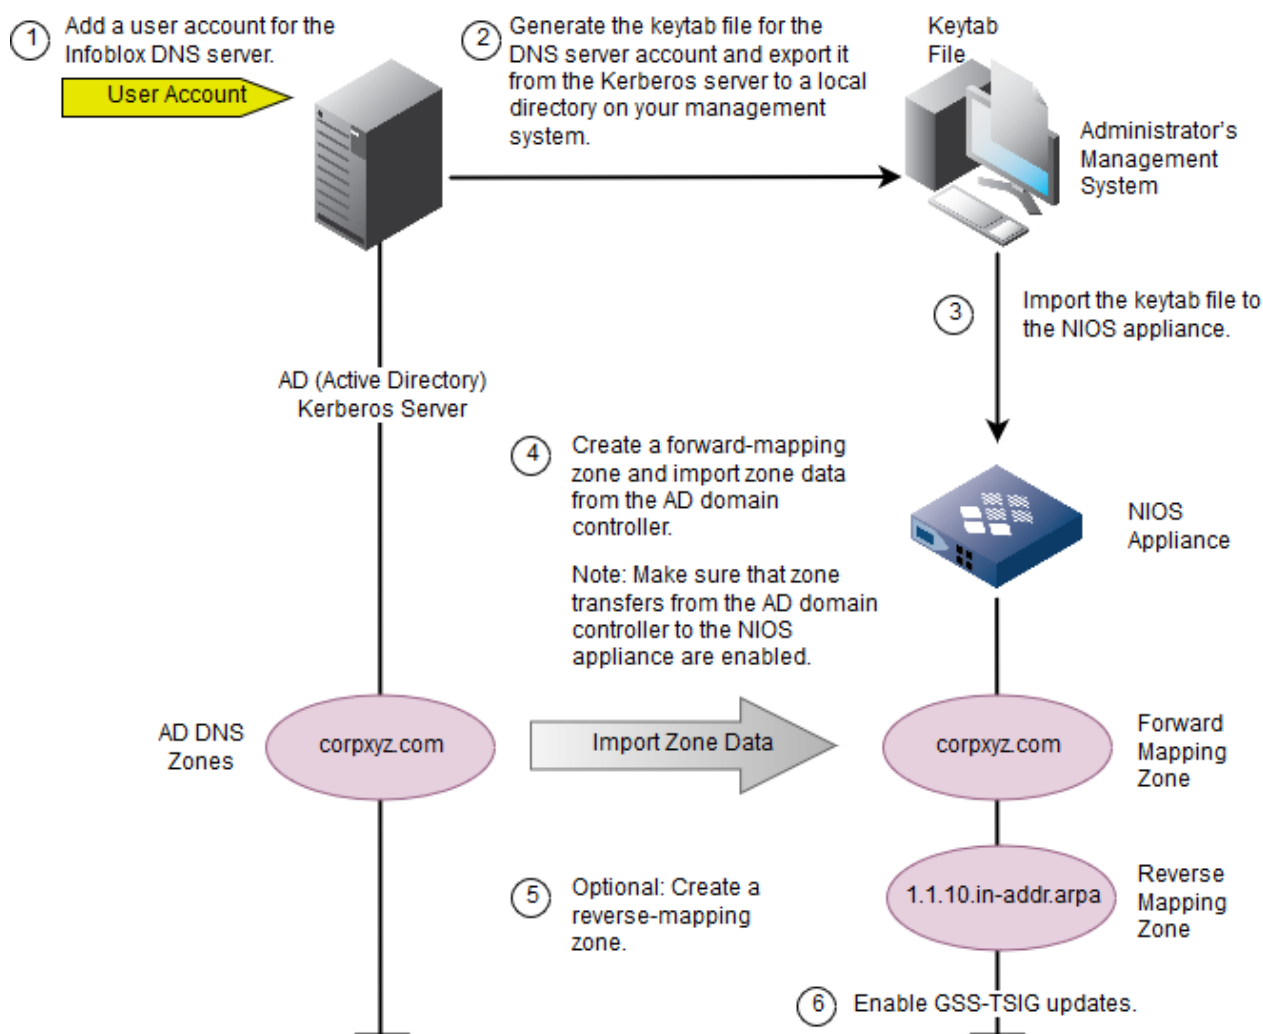 1
Add a user account for the
Infoblox DNS server.
User Account
2
Generate the keytab file for the
DNS server account and export it
from the Kerberos server to a local
directory on your management
system.
Keytab
File
Administrator's
Management
System
3
Import the keytab file to
the NIOS appliance.
AD (Active Directory)
Kerberos Server
4
Create a forward-mapping
zone and import zone data
from the AD domain
controller.
Note: Make sure that zone
transfers from the AD domain
controller to the NIOS
appliance are enabled.
NIOS
Appliance
AD DNS
Zones
corpxyz.com
Import Zone Data
corpxyz.com
Forward
Mapping
Zone
5
Optional: Create a
reverse-mapping
zone.
1.1.10.in-addr.arpa
Reverse
Mapping
Zone
6
Enable GSS-TSIG updates.